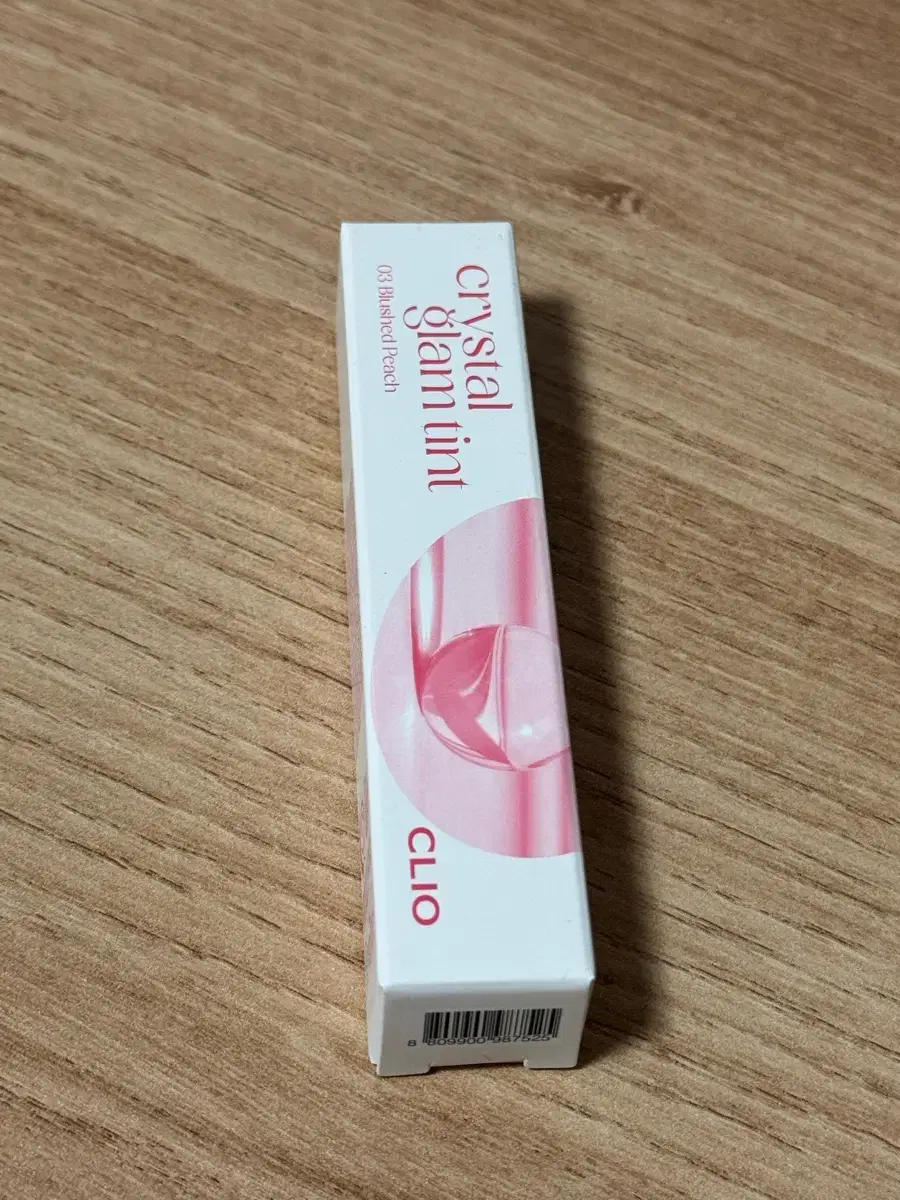 crystal
glam tint
03 Blushed Peach
CLIO
8 809900 987525